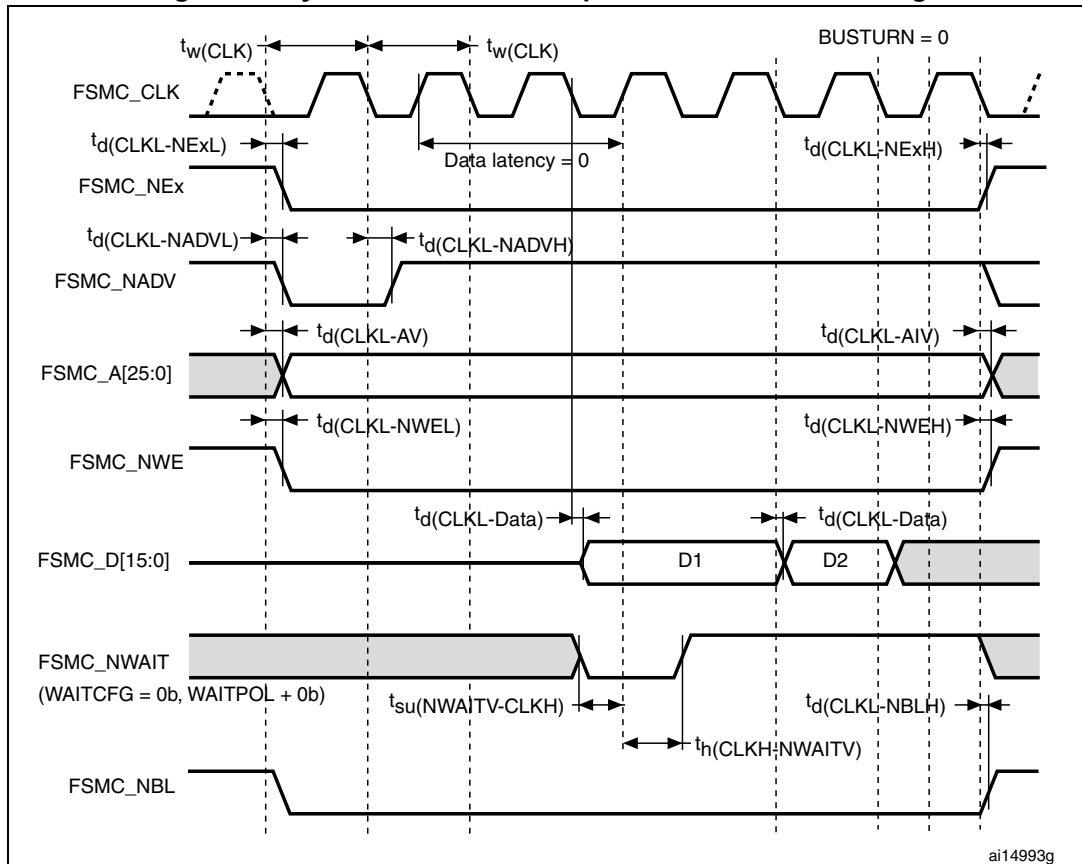 tw(CLK)
tw(CLK)
BUSTURN = 0
FSMC_CLK
td(CLKL-NExL)
Data latency = 0
td(CLKL-NExH)
FSMC_NEx
td(CLKL-NADVL)
td(CLKL-NADVH)
FSMC_NADV
td(CLKL-AV)
td(CLKL-AIV)
FSMC_A[25:0]
td(CLKL-NWEL)
td(CLKL-NWEH)
FSMC_NWE
td(CLKL-Data)
td(CLKL-Data)
FSMC_D[15:0]
D1
D2
FSMC_NWAIT
(WAITCFG = 0b, WAITPOL + 0b)
tsu(NWAITV-CLKH)
td(CLKL-NBLH)
th(CLKH-NWAITV)
FSMC_NBL
ai14993g